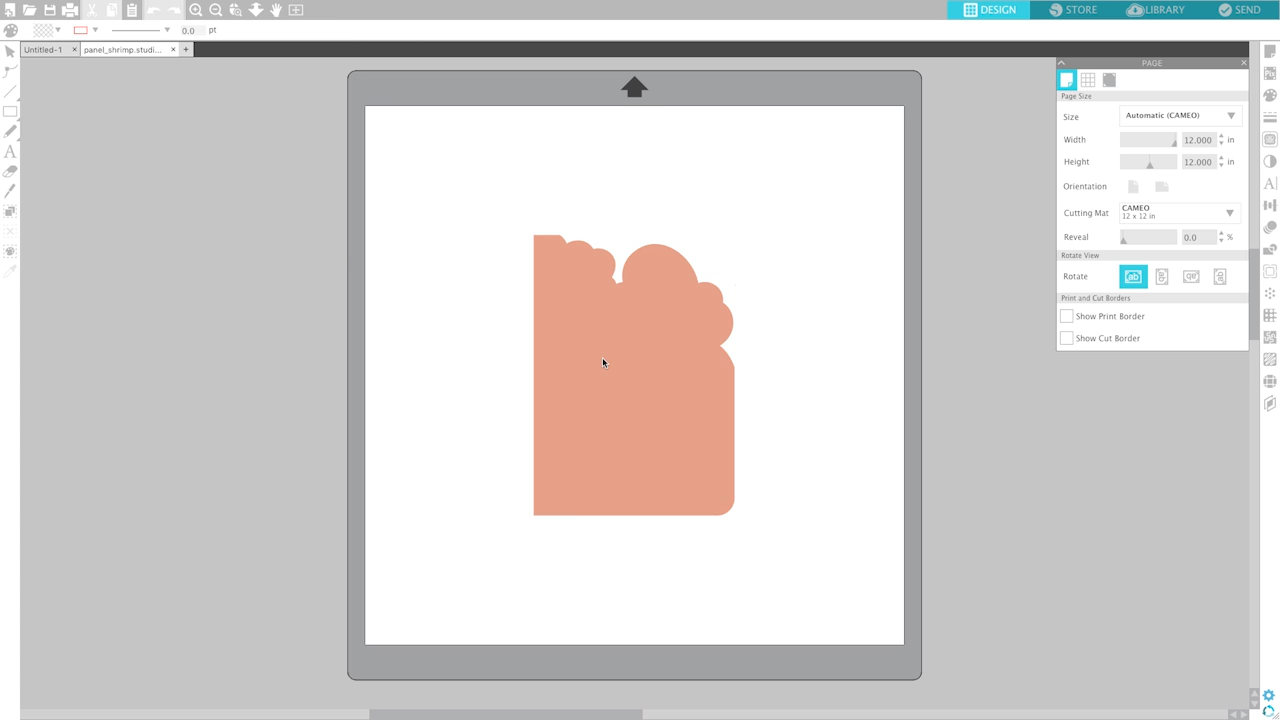 DESIGN STORE LIBRARY SEND
0.0 pt
Untitled-1 × panel_shrimp.studi... × +
PAGE
Page Size
Size Automatic (CAMEO)
Width 12.000 in
Height 12.000 in
Orientation
Cutting Mat CAMEO
12 x 12 in
Reveal 0.0 %
Rotate View
Rotate
Print and Cut Borders
Show Print Border
Show Cut Border